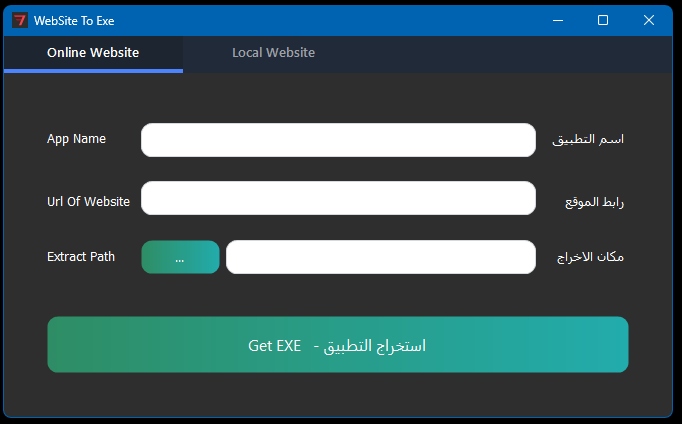 WebSite To Exe
Online Website Local Website
App Name اسم التطبيق
Url Of Website رابط الموقع
Extract Path ... مكان الاخراج
Get EXE - استخراج التطبيق